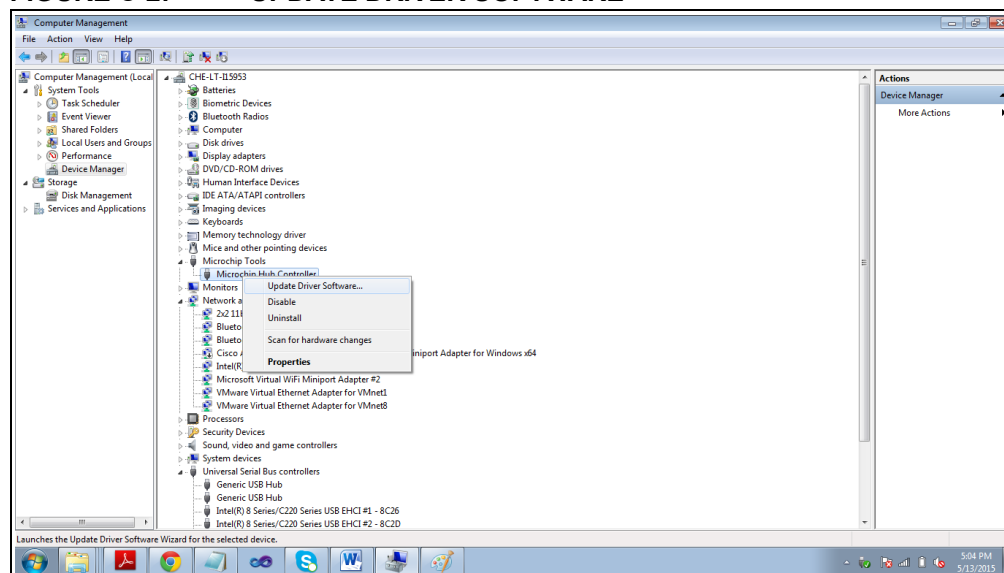 Computer Management
File Action View Help
Computer Management (Local
System Tools
Task Scheduler
Event Viewer
Shared Folders
Local Users and Groups
Performance
Device Manager
Storage
Disk Management
Services and Applications
CHE-LT-I15953
Batteries
Biometric Devices
Bluetooth Radios
Computer
Disk drives
Display adapters
DVD/CD-ROM drives
Human Interface Devices
IDE ATA/ATAPI controllers
Imaging devices
Keyboards
Memory technology driver
Mice and other pointing devices
Microchip Tools
Microchip Hub Controller
Monitors
Network a
2x2 11
Blueto
Blueto
Cisco
iniport Adapter for Windows x64
Intel(R)
Microsoft Virtual WiFi Miniport Adapter #2
VMware Virtual Ethernet Adapter for VMnet1
VMware Virtual Ethernet Adapter for VMnet8
Processors
Security Devices
Sound, video and game controllers
System devices
Universal Serial Bus controllers
Generic USB Hub
Generic USB Hub
Intel(R) 8 Series/C220 Series USB EHCI #1 - 8C26
Intel(R) 8 Series/C220 Series USB EHCI #2 - 8C2D
Update Driver Software...
Disable
Uninstall
Scan for hardware changes
Properties
Actions
Device Manager
More Actions
Launches the Update Driver Software Wizard for the selected device.
5:04 PM
5/13/2015